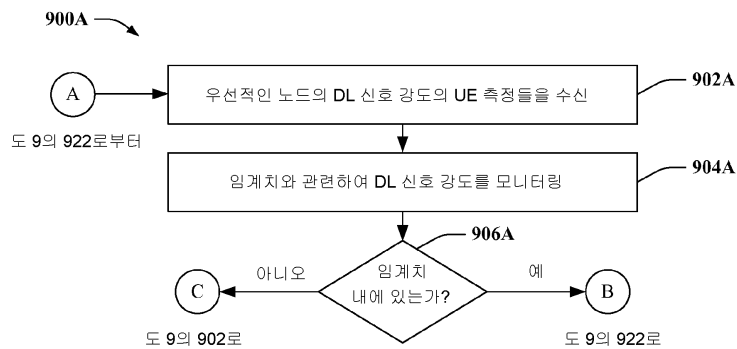 900A
A
우선적인 노드의 DL 신호 강도의 UE 측정들을 수신
902A
도 9의 922로부터
임계치와 관련하여 DL 신호 강도를 모니터링
904A
906A
아니오
임계치
내에 있는가?
예
C
B
도 9의 902로
도 9의 922로